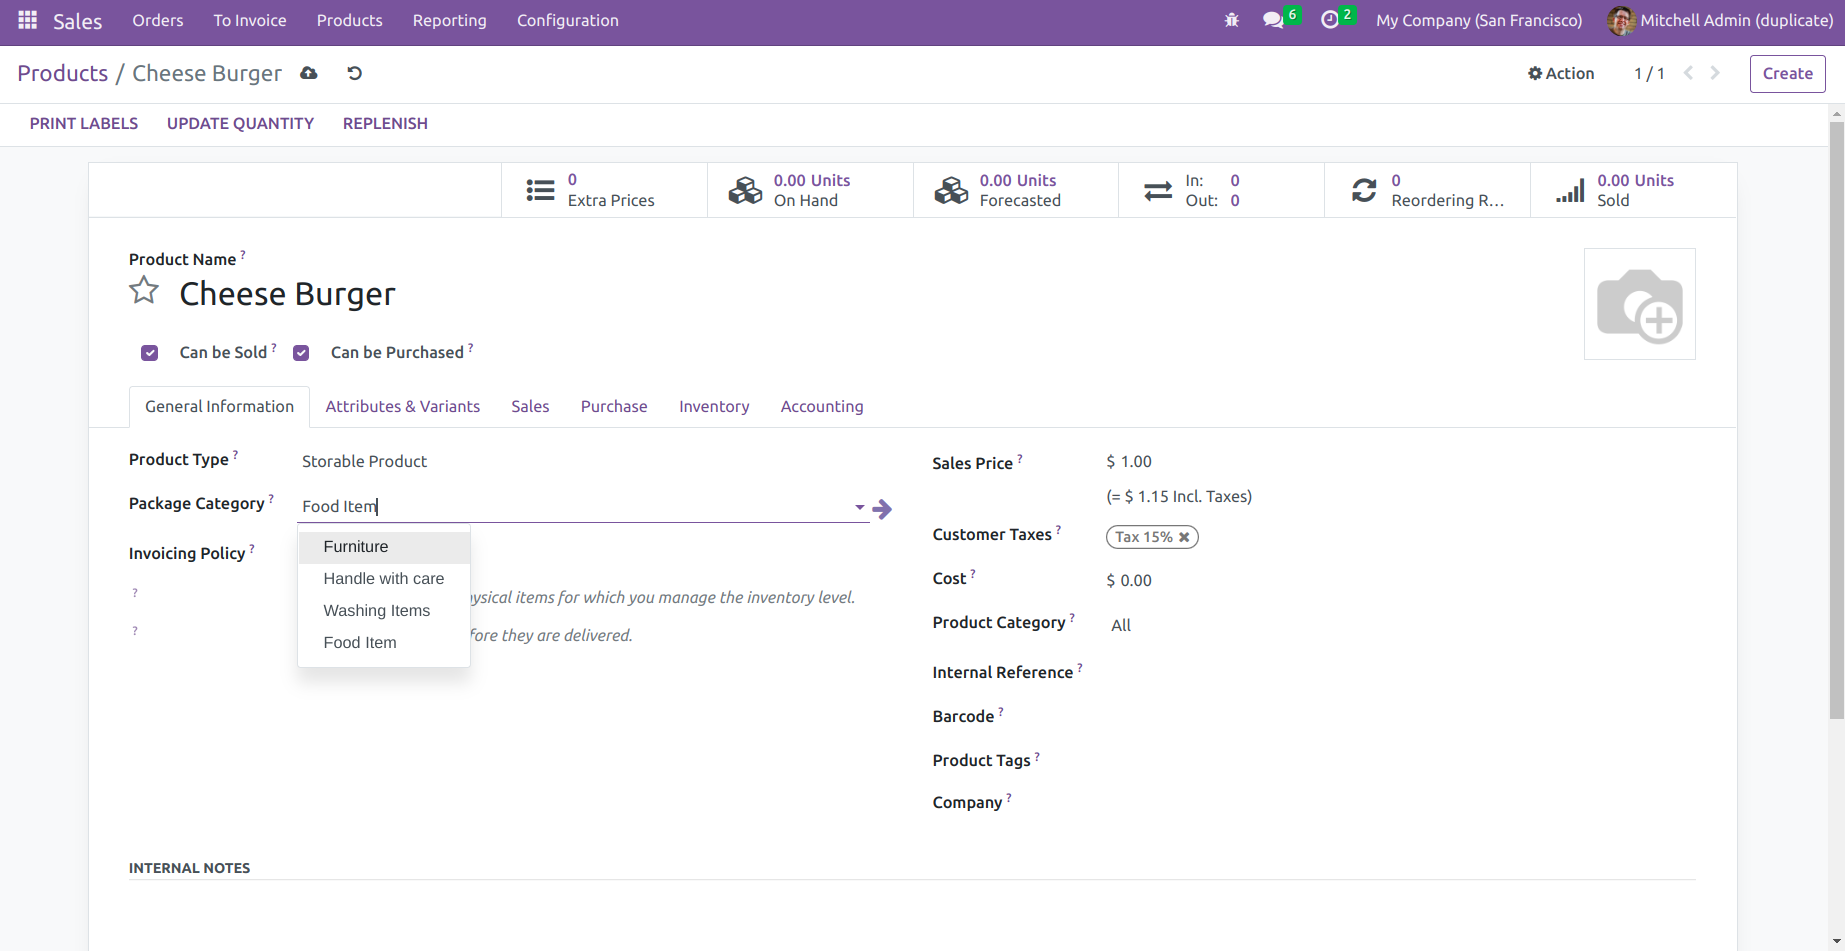 Sales Orders To Invoice Products Reporting Configuration 6 2 My Company (San Francisco) Mitchell Admin (duplicate)
Products / Cheese Burger Action 1 / 1 Create
PRINT LABELS UPDATE QUANTITY REPLENISH
0 Extra Prices
0.00 Units On Hand
0.00 Units Forecasted
In: 0
Out: 0
0 Reordering R...
0.00 Units Sold
Product Name ?
Cheese Burger
Can be Sold ? Can be Purchased ?
General Information Attributes & Variants Sales Purchase Inventory Accounting
Product Type ? Storable Product
Package Category ? Food Item
Furniture
Handle with care
Washing Items
Food Item
Invoicing Policy ?
? ysical items for which you manage the inventory level.
? fore they are delivered.
Sales Price ? $ 1.00
(= $ 1.15 Incl. Taxes)
Customer Taxes ? Tax 15% ✖
Cost ? $ 0.00
Product Category ? All
Internal Reference ?
Barcode ?
Product Tags ?
Company ?
INTERNAL NOTES